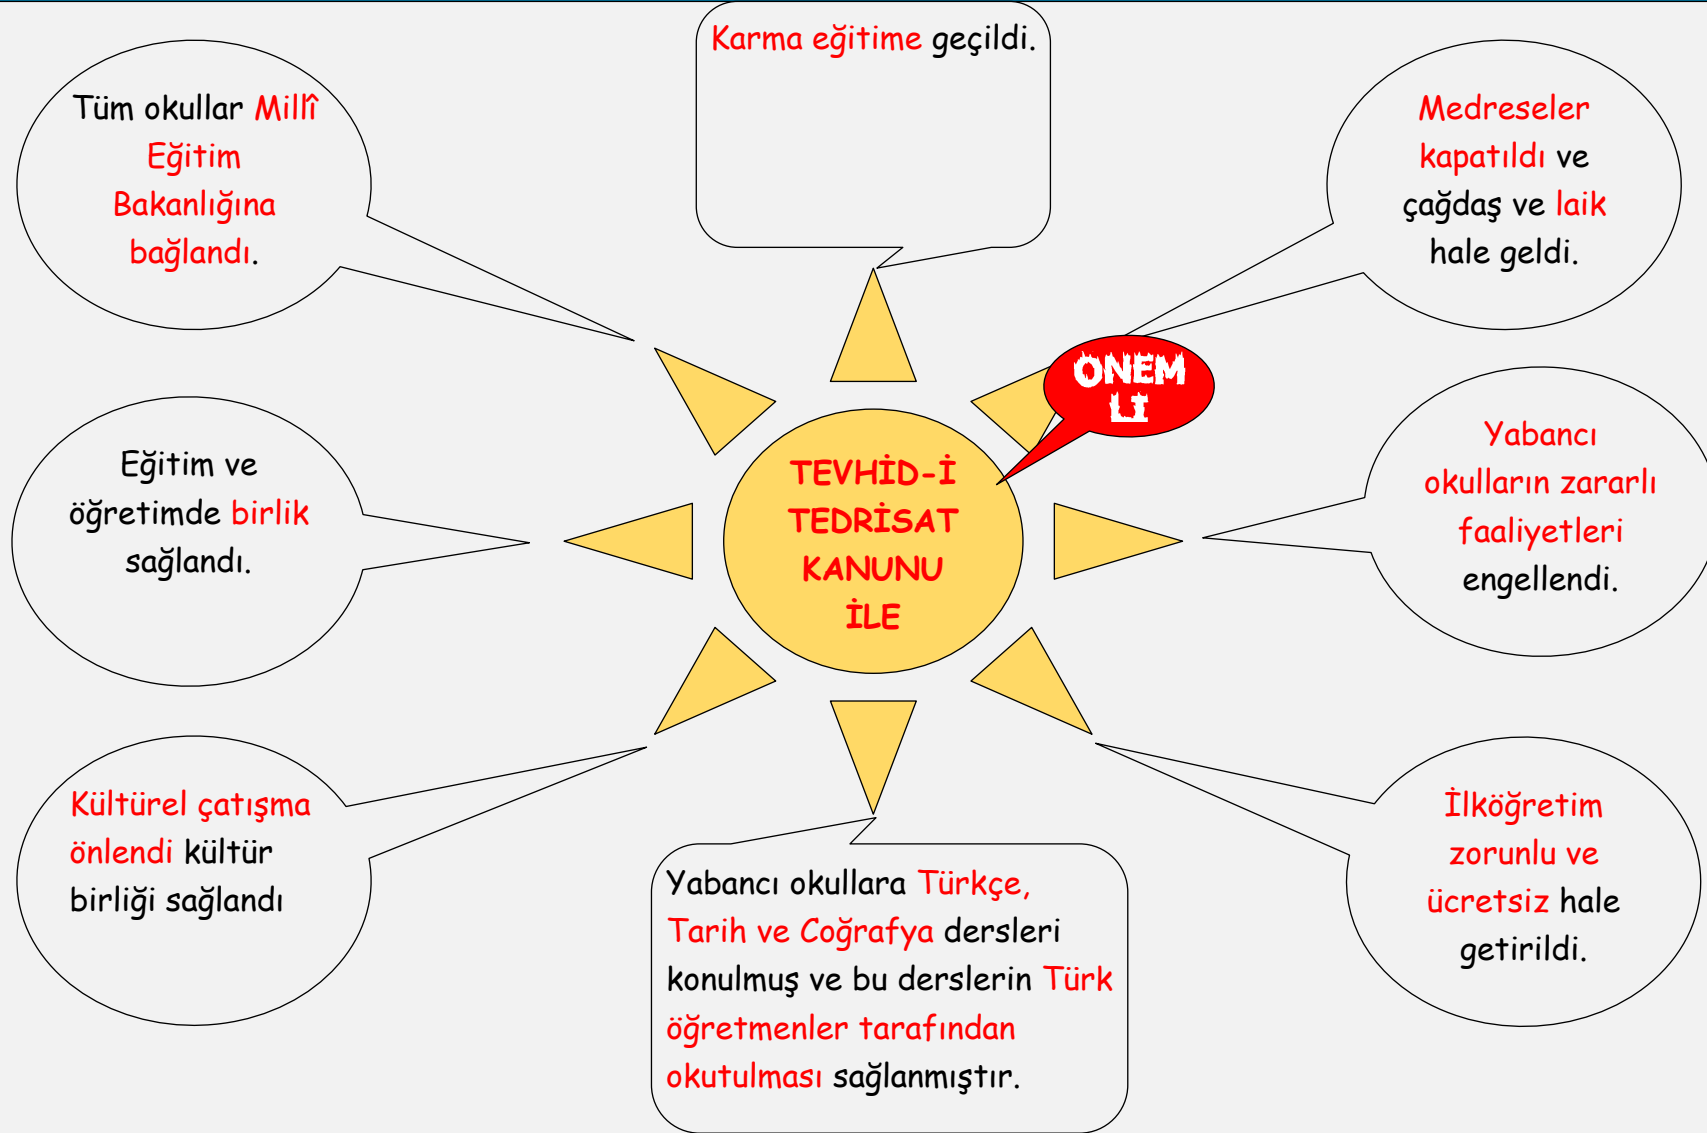 Karma eğitime geçildi.
Tüm okullar Millî
Eğitim
Bakanlığına
bağlandı.
Medreseler
kapatıldı ve
çağdaş ve laik
hale geldi.
ÖNEM
LI
Eğitim ve
öğretimde birlik
sağlandı.
TEVHİD-İ
TEDRİSAT
KANUNU
İLE
Yabancı
okulların zararlı
faaliyetleri
engellendi.
Kültürel çatışma
önlendi kültür
birliği sağlandı
Yabancı okullara Türkçe,
Tarih ve Coğrafya dersleri
konulmuş ve bu derslerin Türk
öğretmenler tarafından
okutulması sağlanmıştır.
İlköğretim
zorunlu ve
ücretsiz hale
getirildi.